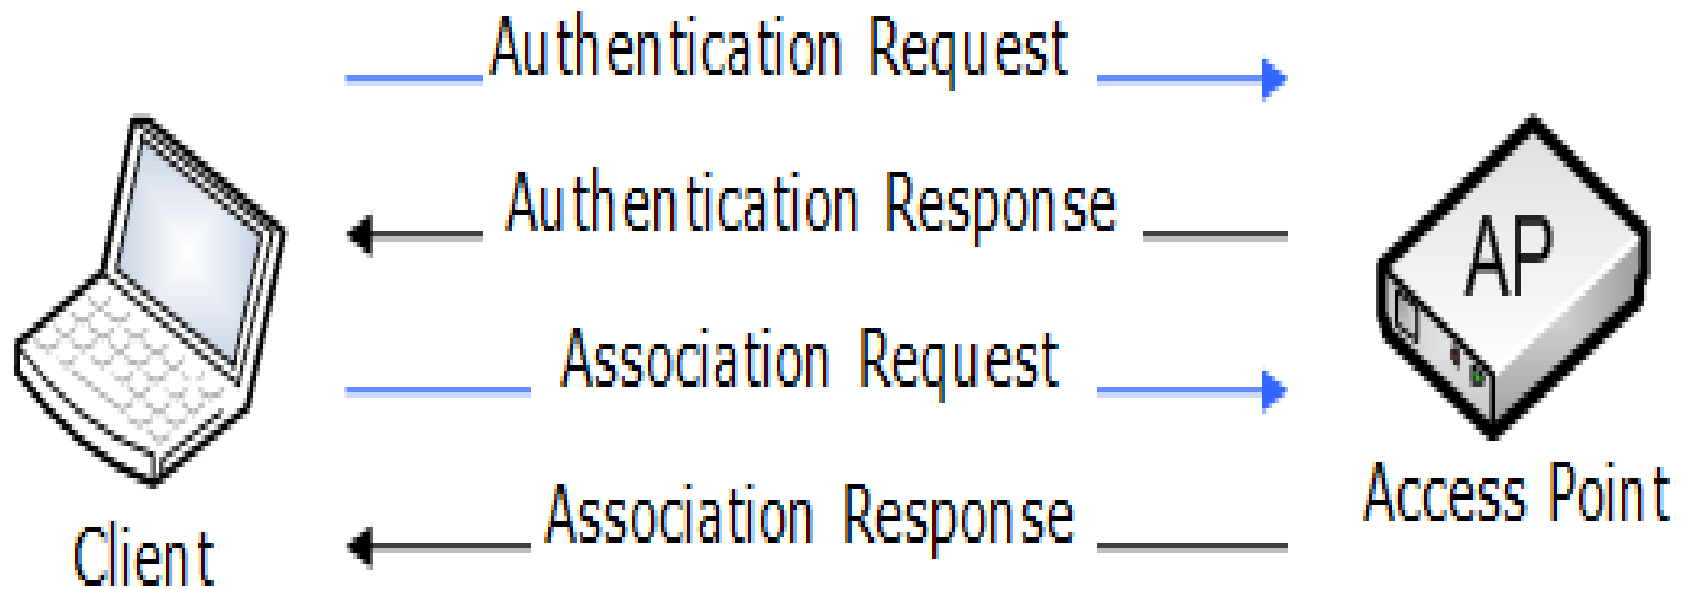 Authentication Request
Authentication Response
AP
Association Request
Access Point
Association Response
Client